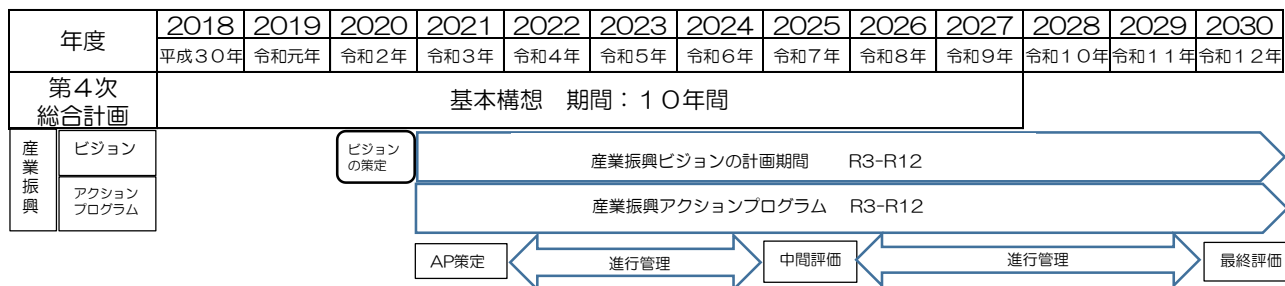 年度
2018 2019 2020 2021 2022 2023 2024 2025 2026 2027 2028 2029 2030
平成30年 令和元年 令和2年 令和3年 令和4年 令和5年 令和6年 令和7年 令和8年 令和9年 令和10年 令和11年 令和12年
第4次
総合計画
基本構想 期間:10年間
産業振興
ビジョン
ビジョン
の策定
産業振興ビジョンの計画期間 R3-R12
アクション
プログラム
産業振興アクションプログラム R3-R12
AP策定
進行管理
中間評価
進行管理
最終評価